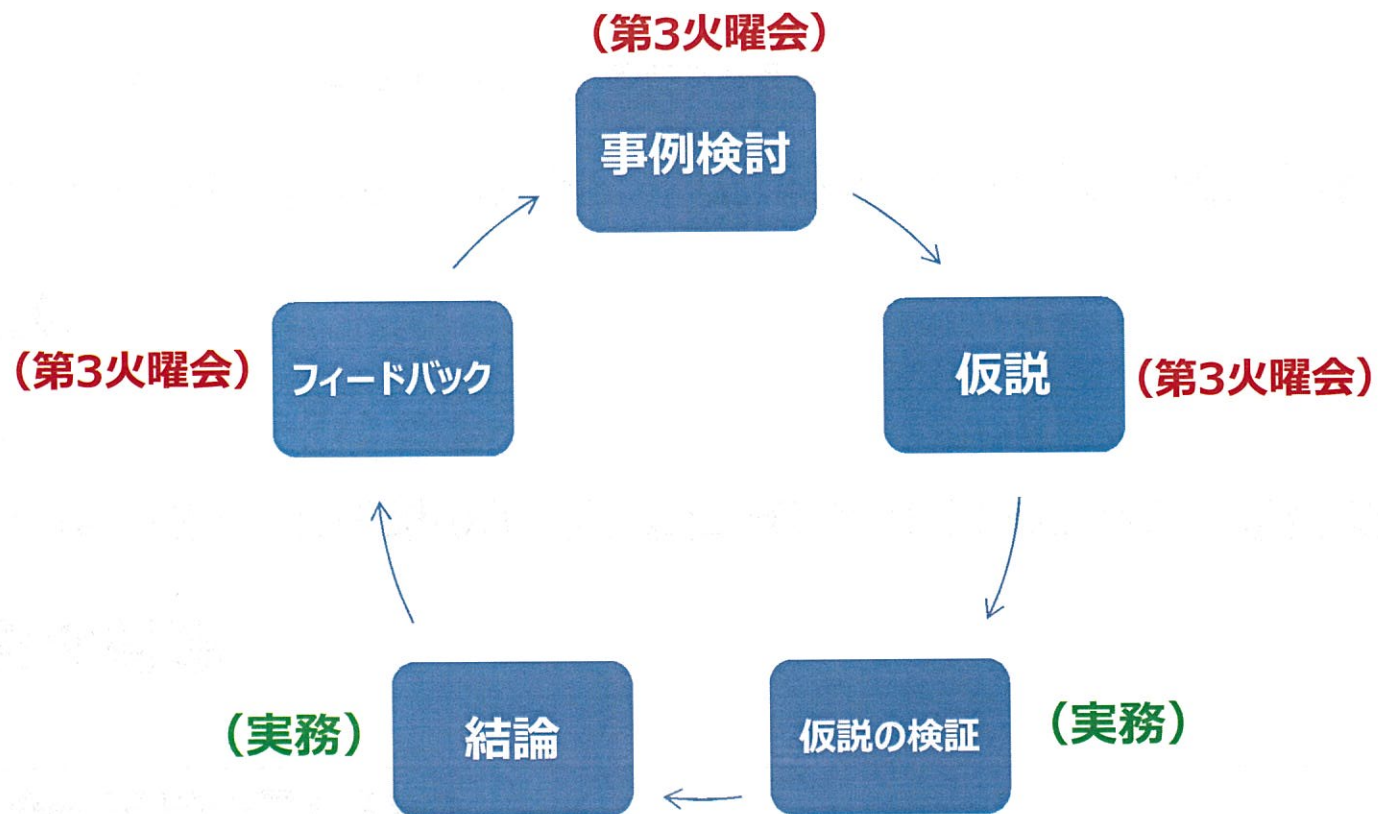 （第3火曜会）
事例検討
仮説
（第3火曜会）
仮説の検証
（実務）
結論
（実務）
フィードバック
（第3火曜会）